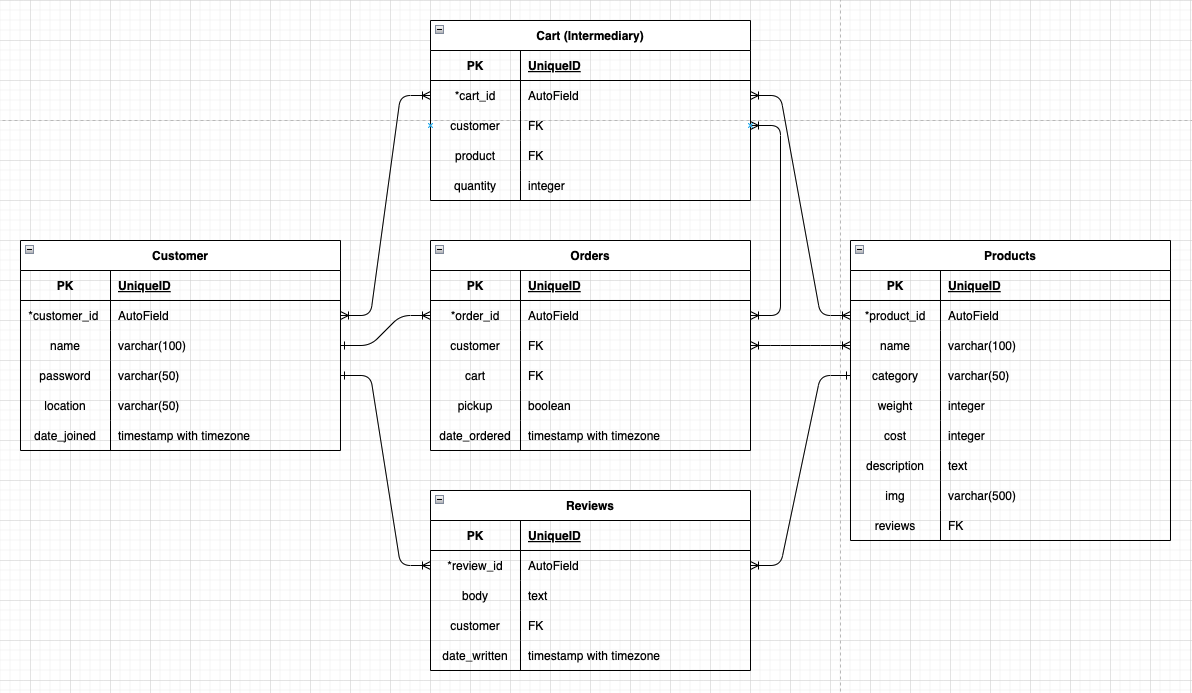 Cart (Intermediary)
PK UniqueID
*cart_id AutoField
customer FK
product FK
quantity integer
Customer
PK UniqueID
*customer_id AutoField
name varchar(100)
password varchar(50)
location varchar(50)
date_joined timestamp with timezone
Orders
PK UniqueID
*order_id AutoField
customer FK
cart FK
pickup boolean
date_ordered timestamp with timezone
Products
PK UniqueID
*product_id AutoField
name varchar(100)
category varchar(50)
weight integer
cost integer
description text
img varchar(500)
reviews FK
Reviews
PK UniqueID
*review_id AutoField
body text
customer FK
date_written timestamp with timezone